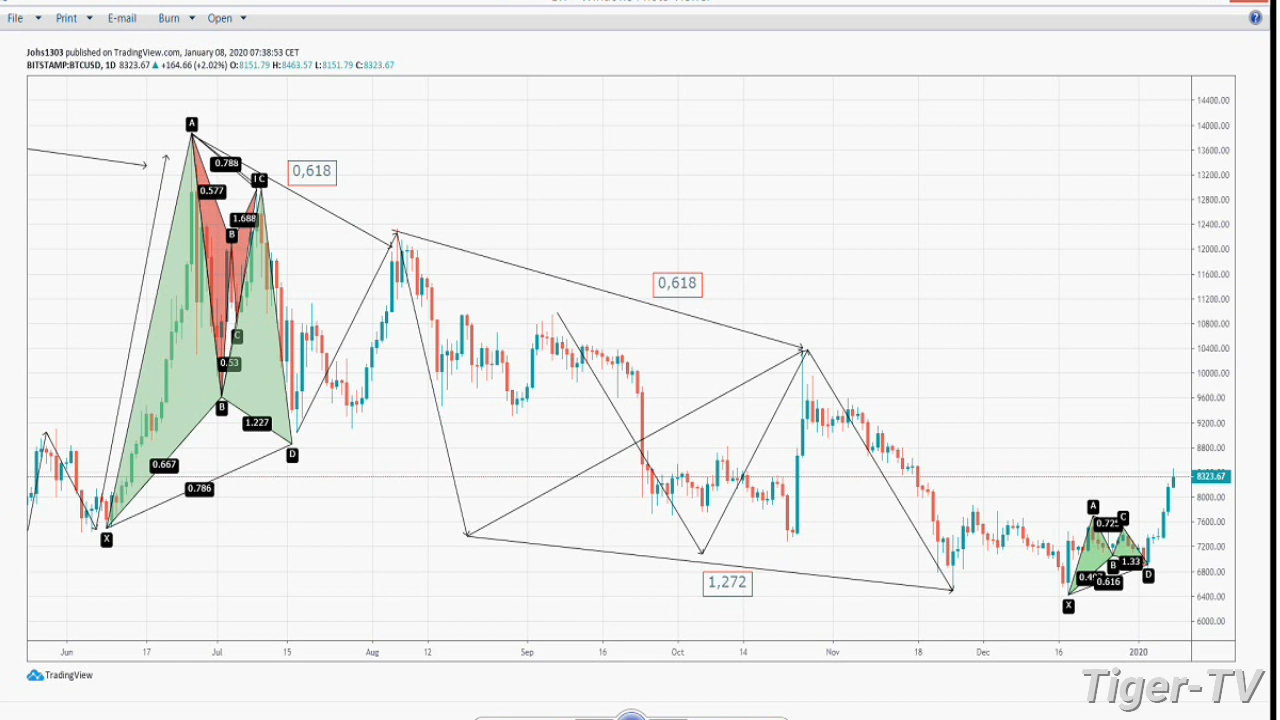 File Print E-mail Burn Open
Johs1303 published on TradingView.com, January 08, 2020 07:38:53 CET
BITSTAMP:BTCUSD, 1D 8323.67 ▲ +164.66 (+2.02%) O:8151.79 H:8463.57 L:8151.79 C:8323.67
14400.00
A
14000.00
13600.00
0.788
0,618
C
13200.00
0.577
12800.00
1.688
12400.00
B
12000.00
11600.00
0,618
11200.00
10800.00
C
10400.00
0.53
10000.00
9600.00
B
1.227
9200.00
D
8800.00
0.667
8323.67
0.786
8000.00
A
C
7600.00
X
7200.00
B
1.33
D
6800.00
0.616
1,272
6400.00
X
6000.00
Jun 17 Jul 15 Aug 12 Sep 16 Oct 14 Nov 18 Dec 16 2020
TradingView
Tiger-TV